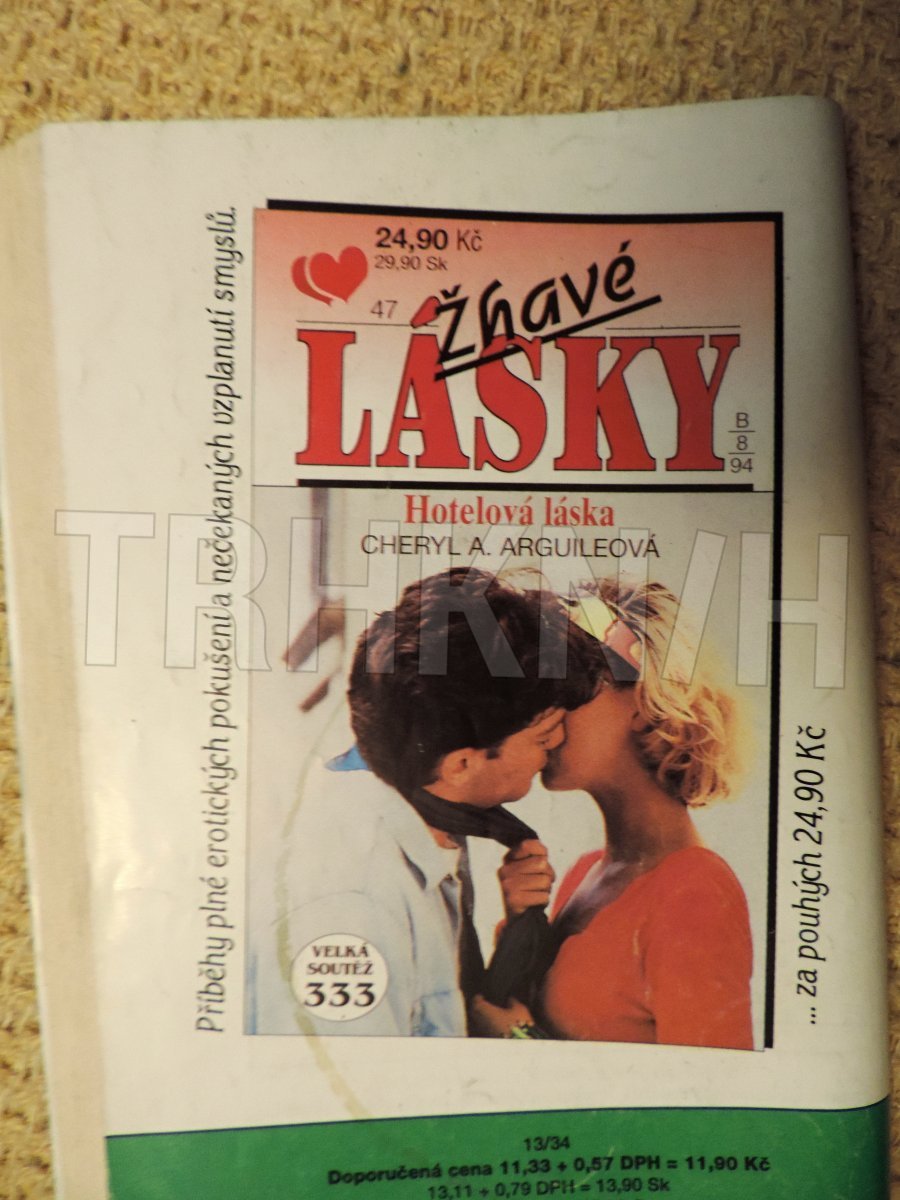 Příběhy plné erotických pokušení a nečekaných vzplanutí smyslů.
24,90 Kč
29,90 Sk
47
Žhavé
LÁSKY
B
8
94
Hotelová láska
CHERYL A. ARGUILEOVÁ
TRHKNIH
VELKÁ
SOUTĚŽ
333
... za pouhých 24,90 Kč
13/34
Doporučená cena 11,33 + 0,57 DPH = 11,90 Kč
13,11 + 0,79 DPH = 13,90 Sk